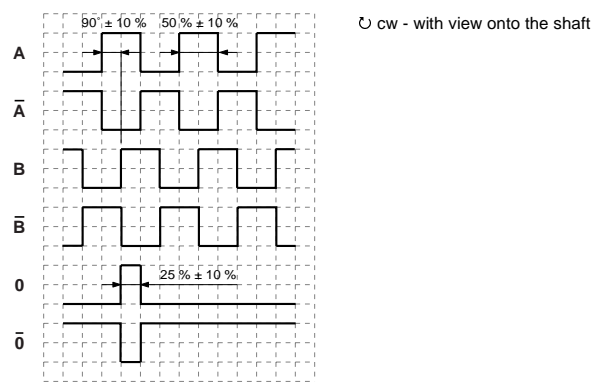 90° ± 10 % 50 % ± 10 %
↻ cw - with view onto the shaft
A
A̅
B
B̅
25 % ± 10 %
0
0̅